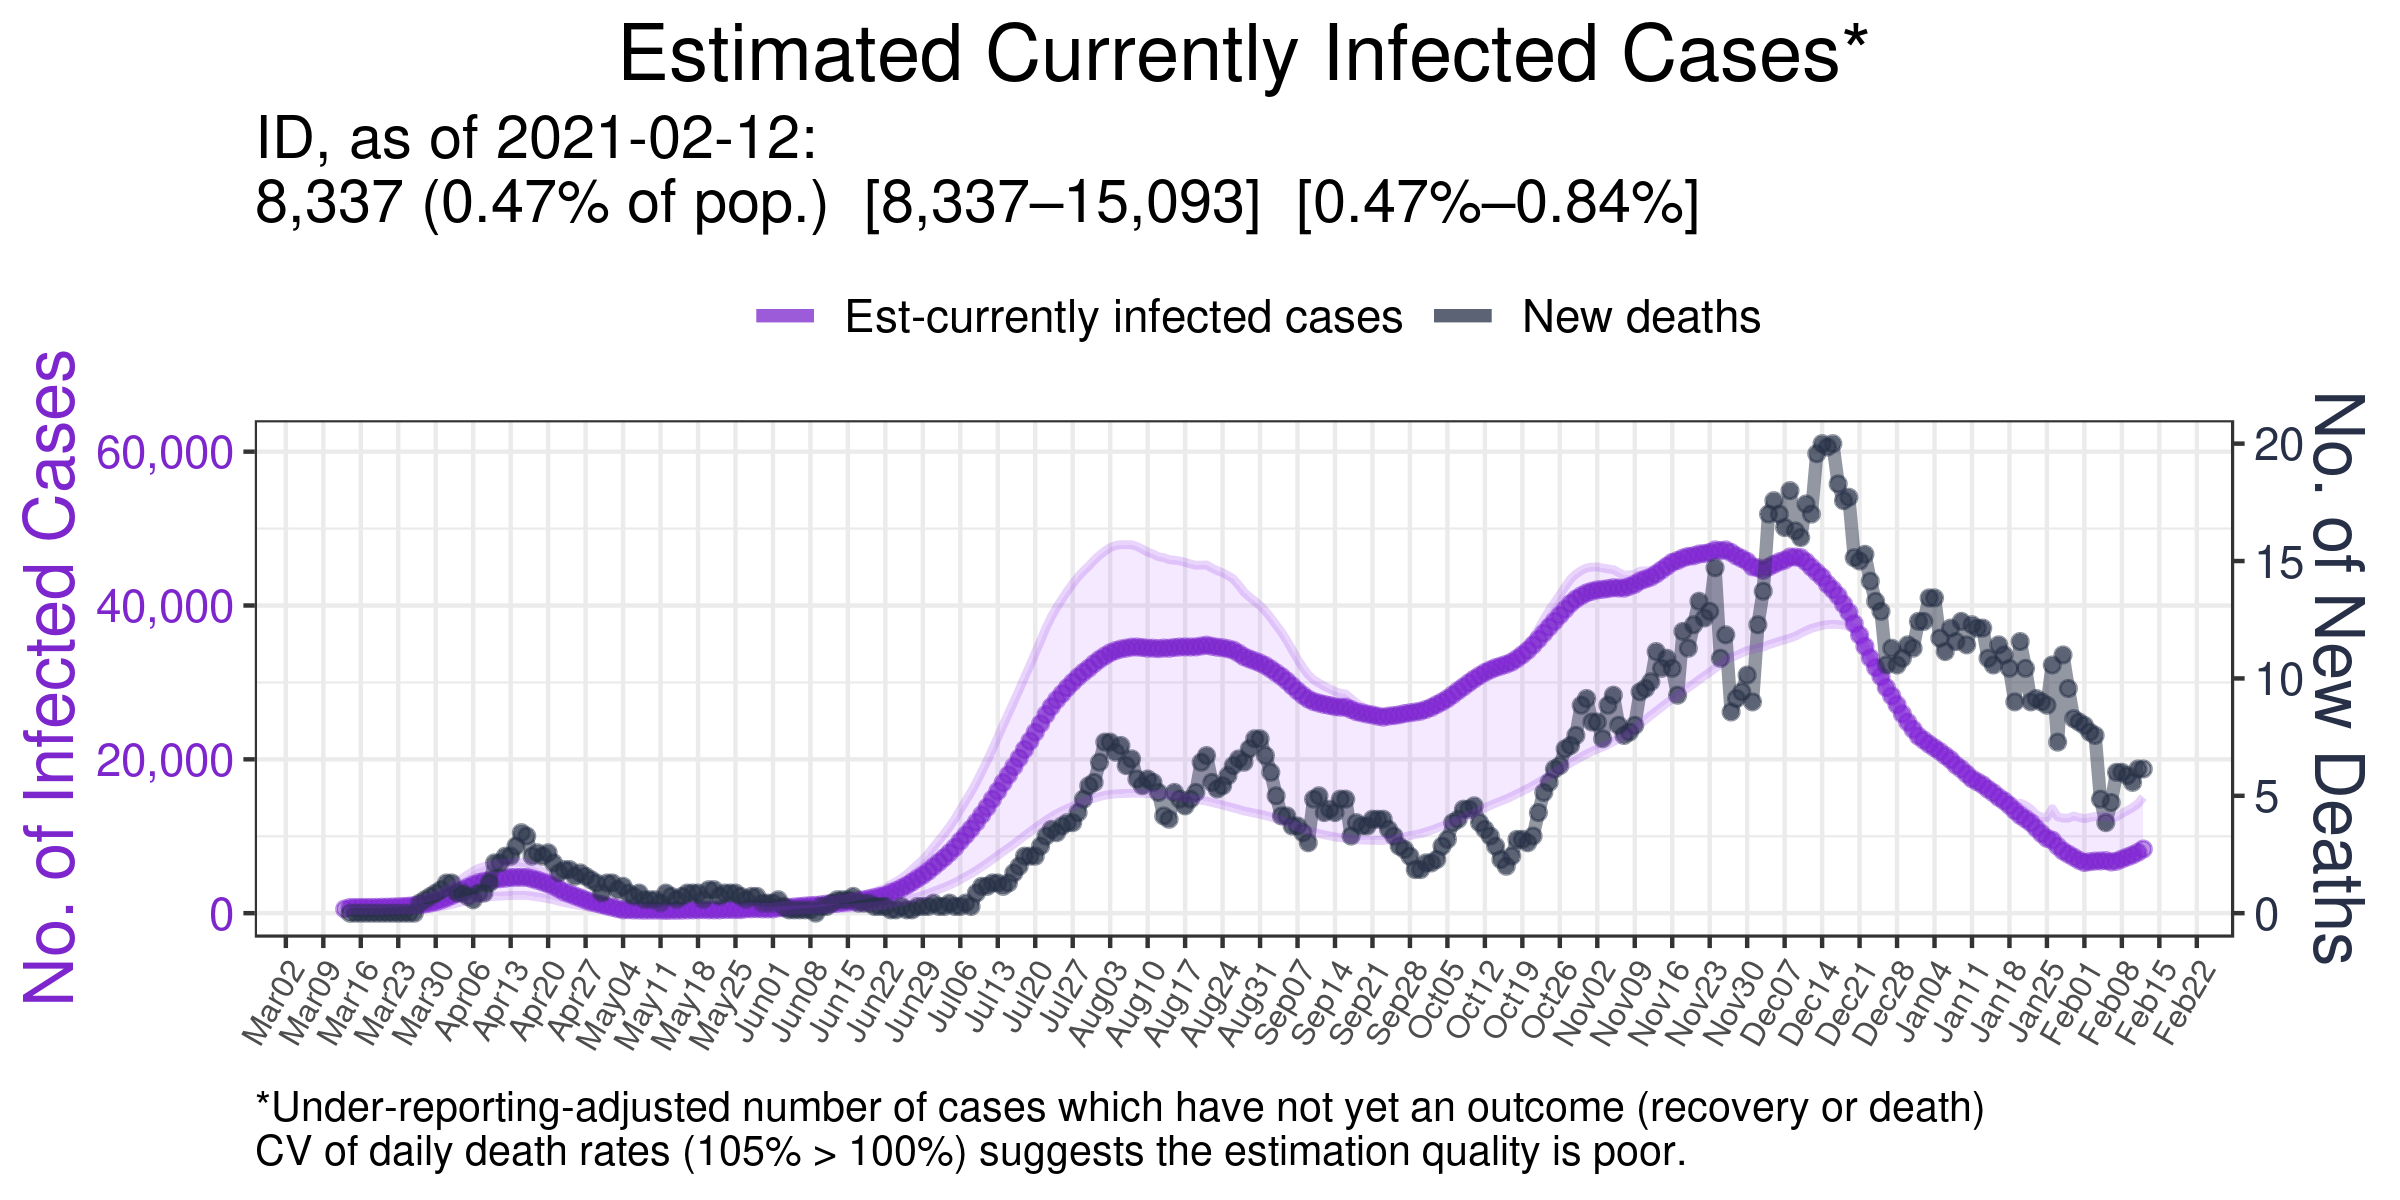 Estimated Currently Infected Cases*
ID, as of 2021-02-12:
8,337 (0.47% of pop.) [8,337–15,093] [0.47%–0.84%]
Est-currently infected cases New deaths
No. of Infected Cases
60,000
40,000
20,000
0
20
15
10
5
0
No. of New Deaths
Mar02 Mar09 Mar16 Mar23 Mar30 Apr06 Apr13 Apr20 Apr27 May04 May11 May18 May25 Jun01 Jun08 Jun15 Jun22 Jun29 Jul06 Jul13 Jul20 Jul27 Aug03 Aug10 Aug17 Aug24 Aug31 Sep07 Sep14 Sep21 Sep28 Oct05 Oct12 Oct19 Oct26 Nov02 Nov09 Nov16 Nov23 Nov30 Dec07 Dec14 Dec21 Dec28 Jan04 Jan11 Jan18 Jan25 Feb01 Feb08 Feb15 Feb22
*Under-reporting-adjusted number of cases which have not yet an outcome (recovery or death)
CV of daily death rates (105% > 100%) suggests the estimation quality is poor.